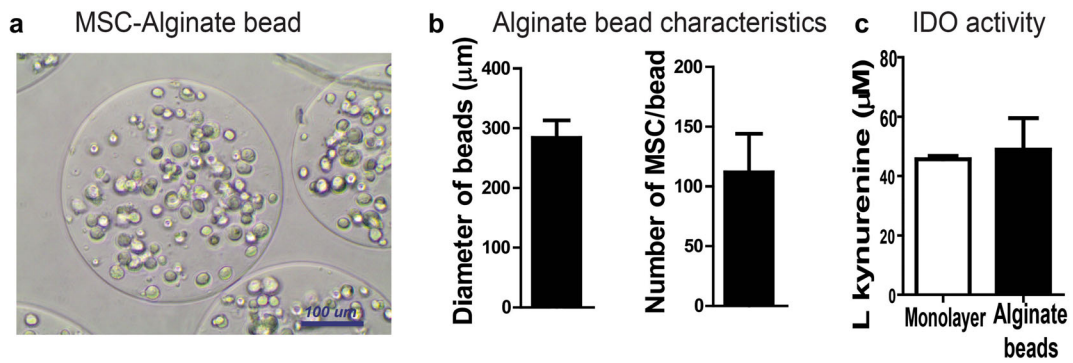 a MSC-Alginate bead
100 um
b Alginate bead characteristics
Diameter of beads (μm)
400
300
200
100
0
Number of MSC/bead
200
150
100
50
0
c IDO activity
L kynurenine (μM)
80
60
40
20
0
Monolayer
Alginate
beads